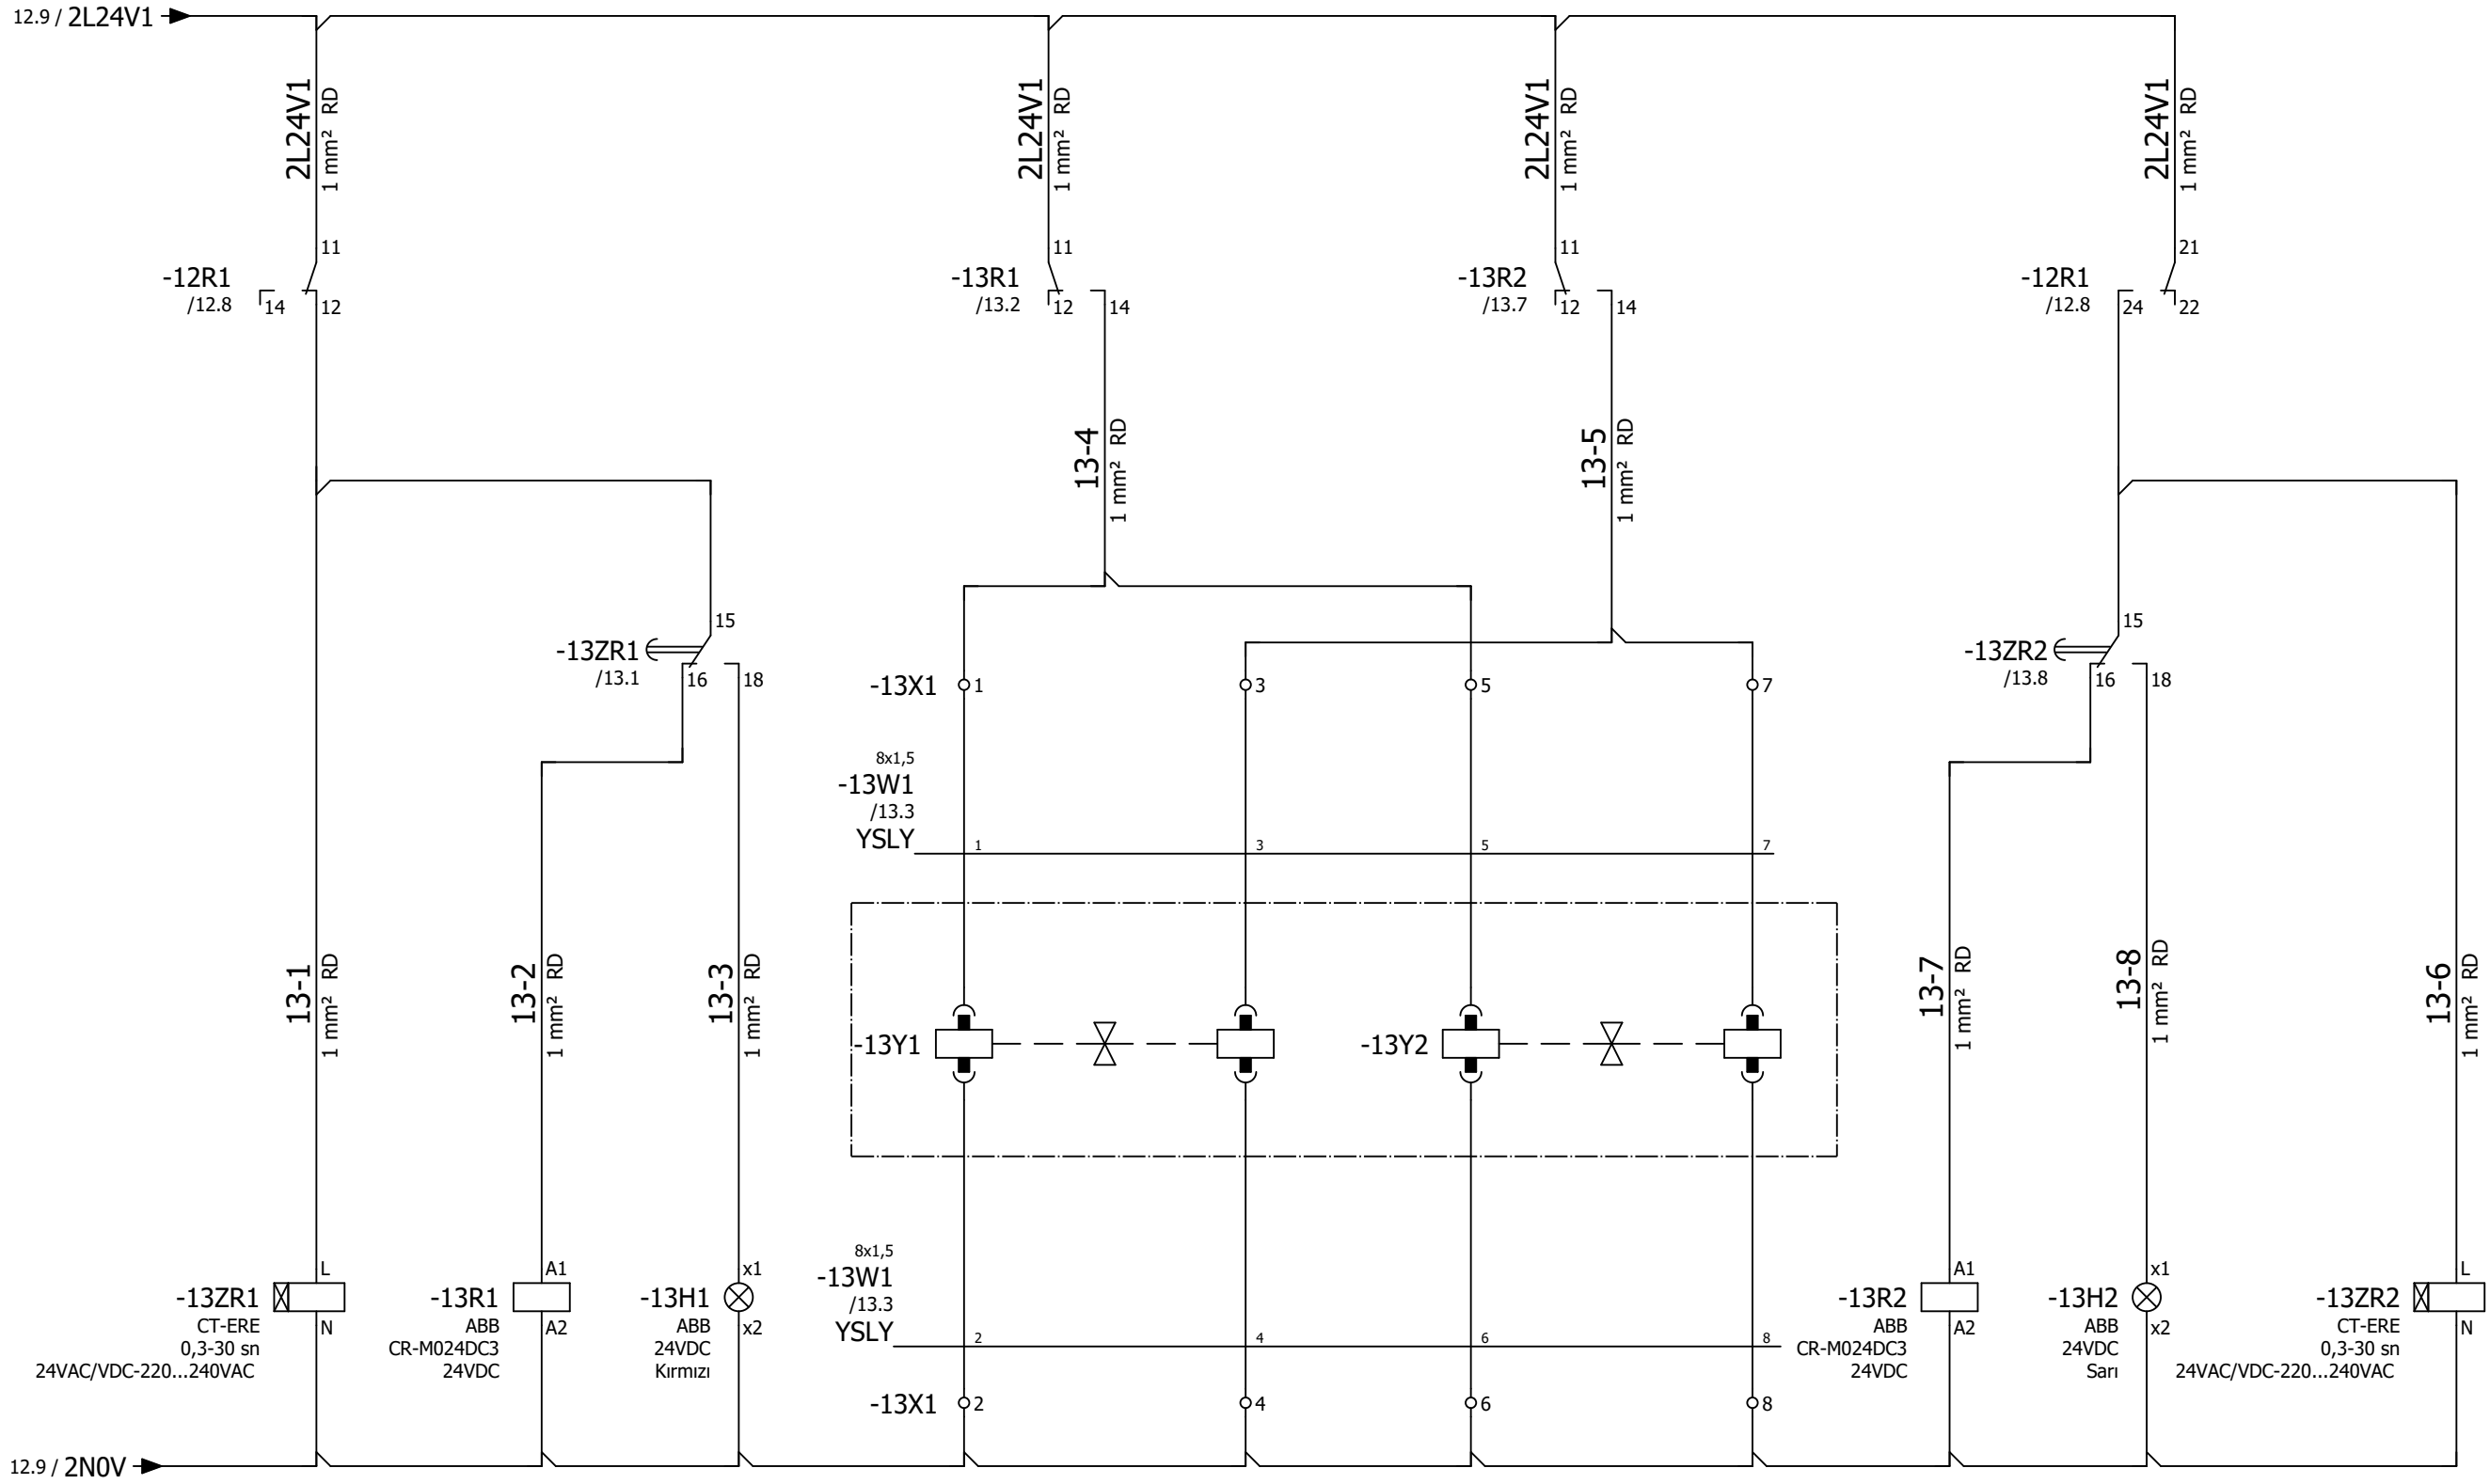 12.9 / 2L24V1
2L24V1
1 mm² RD
2L24V1
1 mm² RD
2L24V1
1 mm² RD
2L24V1
1 mm² RD
-12R1
/12.8
11
14
12
-13R1
/13.2
11
12
14
-13R2
/13.7
11
12
14
-12R1
/12.8
21
24
22
13-4
1 mm² RD
13-5
1 mm² RD
-13ZR1
/13.1
15
16
18
-13X1
1
3
5
7
-13ZR2
/13.8
15
16
18
8x1,5
-13W1
/13.3
YSLY
1
3
5
7
13-1
1 mm² RD
13-2
1 mm² RD
13-3
1 mm² RD
-13Y1
-13Y2
13-7
1 mm² RD
13-8
1 mm² RD
13-6
1 mm² RD
L
-13ZR1
N
CT-ERE
0,3-30 sn
24VAC/VDC-220...240VAC
A1
-13R1
A2
ABB
CR-M024DC3
24VDC
x1
-13H1
x2
ABB
24VDC
Kırmızı
8x1,5
-13W1
/13.3
YSLY
2
4
6
8
A1
-13R2
A2
ABB
CR-M024DC3
24VDC
x1
-13H2
x2
ABB
24VDC
Sarı
L
-13ZR2
N
CT-ERE
0,3-30 sn
24VAC/VDC-220...240VAC
-13X1
2
4
6
8
12.9 / 2N0V